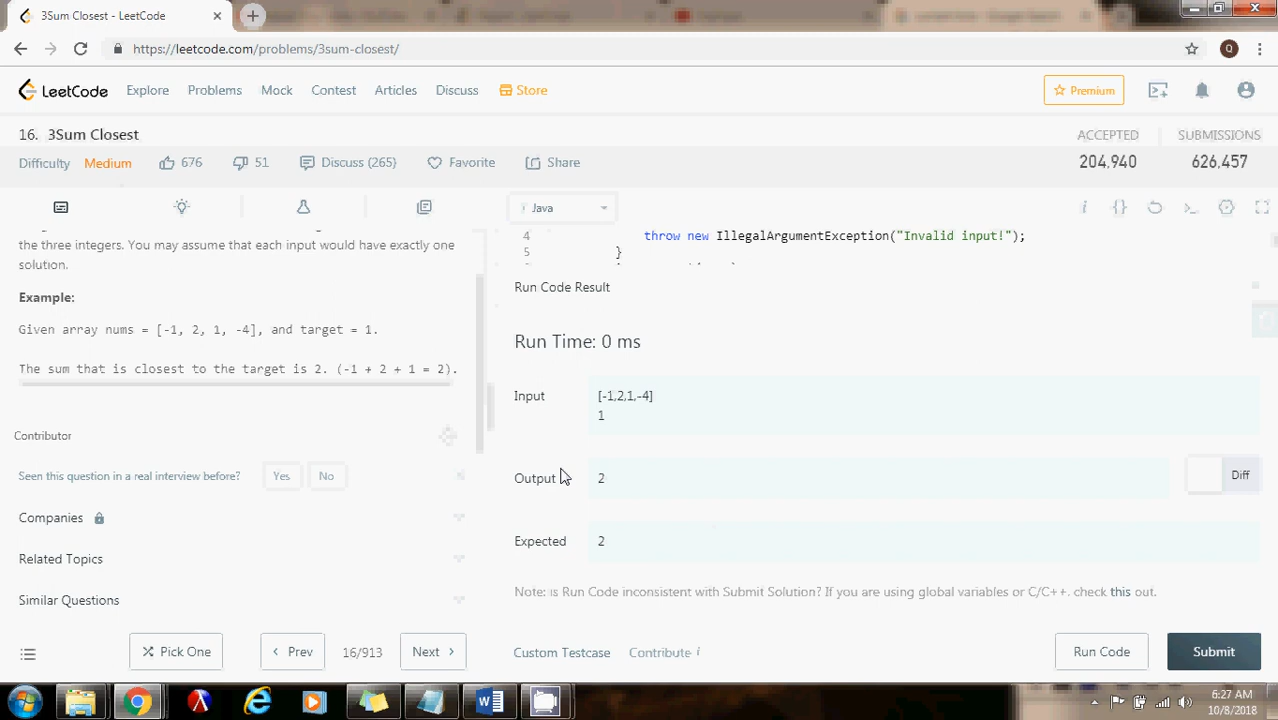 3Sum Closest - LeetCode
https://leetcode.com/problems/3sum-closest/
Q
LeetCode Explore Problems Mock Contest Articles Discuss Store Premium
16. 3Sum Closest ACCEPTED SUBMISSIONS
Difficulty Medium 676 51 Discuss (265) Favorite Share 204,940 626,457
Java
the three integers. You may assume that each input would have exactly one
solution.
Example:
Given array nums = [-1, 2, 1, -4], and target = 1.
The sum that is closest to the target is 2. (-1 + 2 + 1 = 2).
Contributor
Seen this question in a real interview before? Yes No
Companies
Related Topics
Similar Questions
Pick One Prev 16/913 Next
4 throw new IllegalArgumentException("Invalid input!");
5 }
Run Code Result
Run Time: 0 ms
Input [-1,2,1,-4]
1
Output 2 Diff
Expected 2
Note: is Run Code inconsistent with Submit Solution? If you are using global variables or C/C++. check this out.
Custom Testcase Contribute i Run Code Submit
6:27 AM
10/8/2018